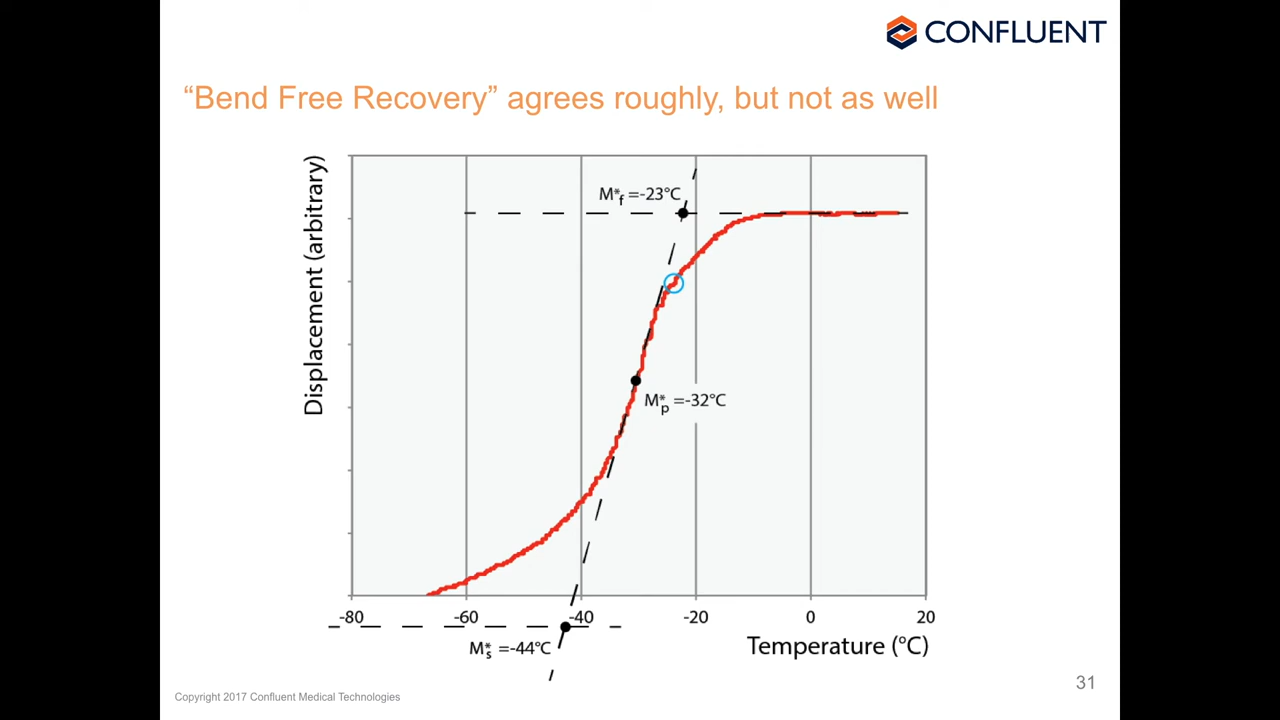 CONFLUENT
“Bend Free Recovery” agrees roughly, but not as well
Displacement (arbitrary)
M*f =-23℃
M*p =-32℃
-80 -60 -40 -20 0 20
M*s =-44℃
Temperature (℃)
31
Copyright 2017 Confluent Medical Technologies